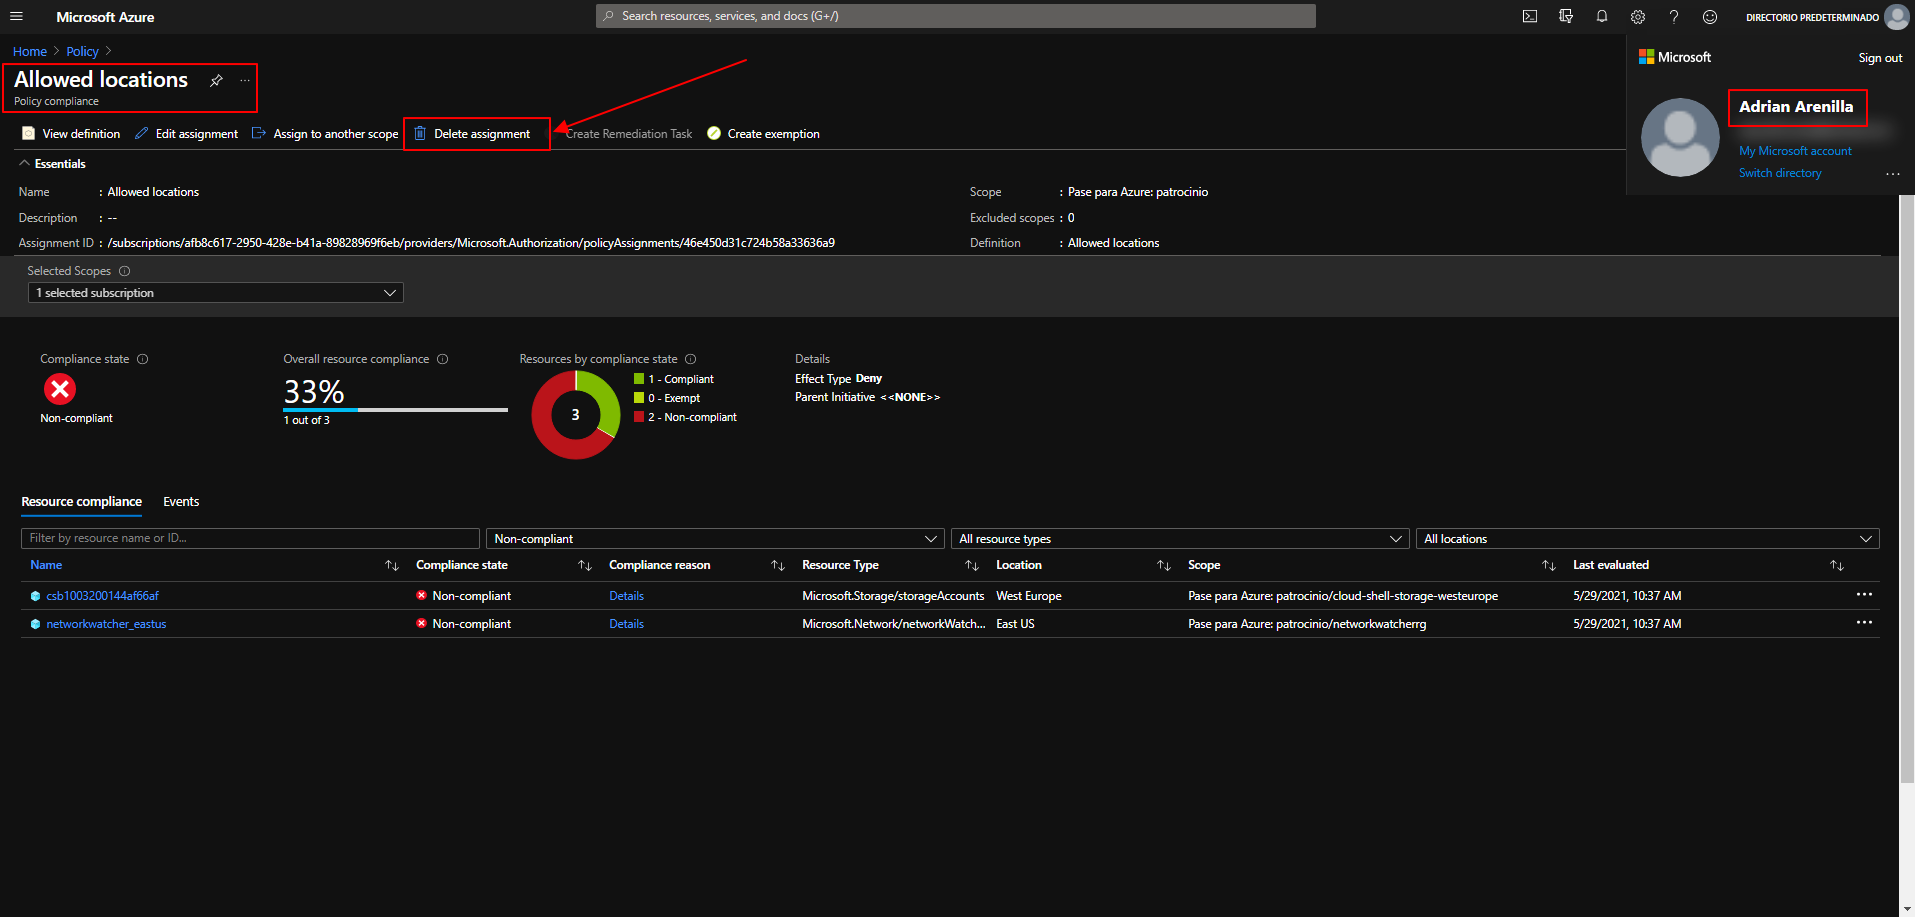 Microsoft Azure
Search resources, services, and docs (G+/)
DIRECTORIO PREDETERMINADO
Home > Policy >
Microsoft
Sign out
Allowed locations
...
Policy compliance
Adrian Arenilla
My Microsoft account
Switch directory
...
View definition
Edit assignment
Assign to another scope
Delete assignment
Create Remediation Task
Create exemption
Essentials
Name : Allowed locations
Scope : Pase para Azure: patrocinio
Description : --
Excluded scopes : 0
Assignment ID : /subscriptions/afb8c617-2950-428e-b41a-89828969f6eb/providers/Microsoft.Authorization/policyAssignments/46e450d31c724b58a33636a9
Definition : Allowed locations
Selected Scopes
1 selected subscription
Compliance state
Non-compliant
Overall resource compliance
33%
1 out of 3
Resources by compliance state
3
1 - Compliant
0 - Exempt
2 - Non-compliant
Details
Effect Type Deny
Parent Initiative <<NONE>>
Resource compliance
Events
Filter by resource name or ID...
Non-compliant
All resource types
All locations
Name Compliance state Compliance reason Resource Type Location Scope Last evaluated
csb1003200144af66af Non-compliant Details Microsoft.Storage/storageAccounts West Europe Pase para Azure: patrocinio/cloud-shell-storage-westeurope 5/29/2021, 10:37 AM ...
networkwatcher_eastus Non-compliant Details Microsoft.Network/networkWatch... East US Pase para Azure: patrocinio/networkwatcherrg 5/29/2021, 10:37 AM ...